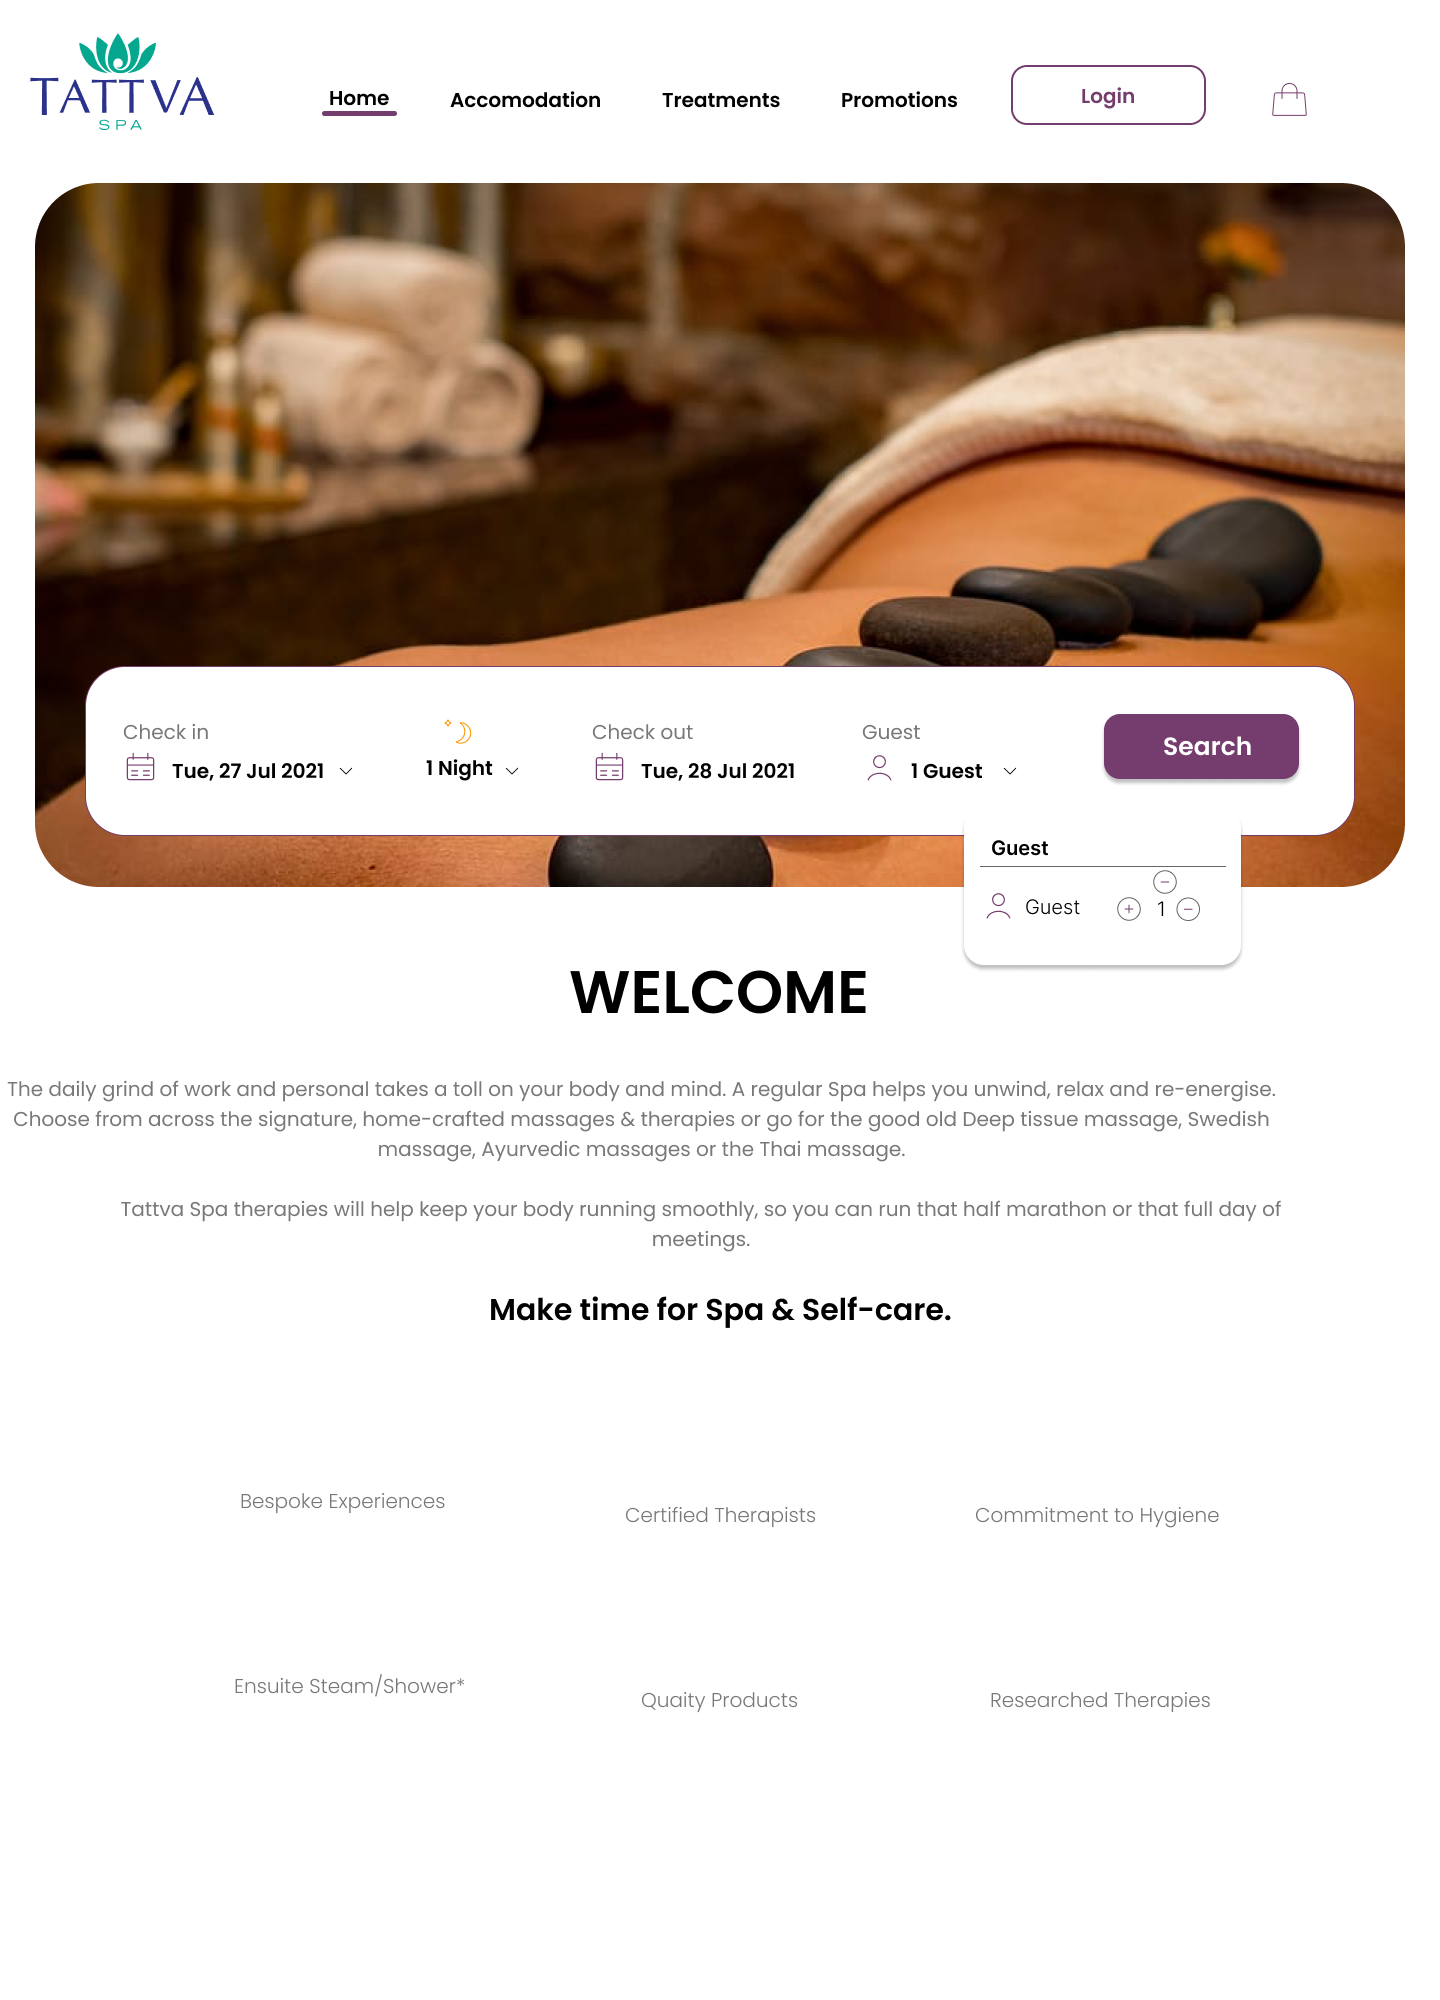 TATTVA
SPA
Home
Accomodation
Treatments
Promotions
Login
Check in
Tue, 27 Jul 2021
1 Night
Check out
Tue, 28 Jul 2021
Guest
1 Guest
Search
Guest
Guest
1
WELCOME
The daily grind of work and personal takes a toll on your body and mind. A regular Spa helps you unwind, relax and re-energise.
Choose from across the signature, home-crafted massages & therapies or go for the good old Deep tissue massage, Swedish
massage, Ayurvedic massages or the Thai massage.
Tattva Spa therapies will help keep your body running smoothly, so you can run that half marathon or that full day of
meetings.
Make time for Spa & Self-care.
Bespoke Experiences
Certified Therapists
Commitment to Hygiene
Ensuite Steam/Shower*
Quaity Products
Researched Therapies